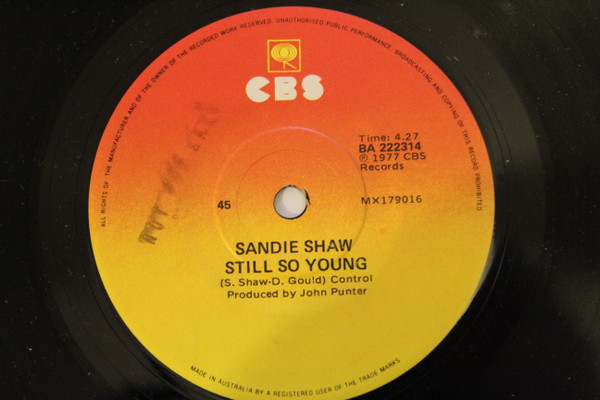 ALL RIGHTS OF THE MANUFACTURER AND OF THE OWNER OF THE RECORDED WORK RESERVED. UNAUTHORISED PUBLIC PERFORMANCE, BROADCASTING AND COPYING OF THIS RECORD PROHIBITED
CBS
Time: 4.27
BA 222314
℗ 1977 CBS
Records
45
MX179016
SANDIE SHAW
STILL SO YOUNG
(S. Shaw-D. Gould) Control
Produced by John Punter
MADE IN AUSTRALIA BY A REGISTERED USER OF THE TRADE MARKS